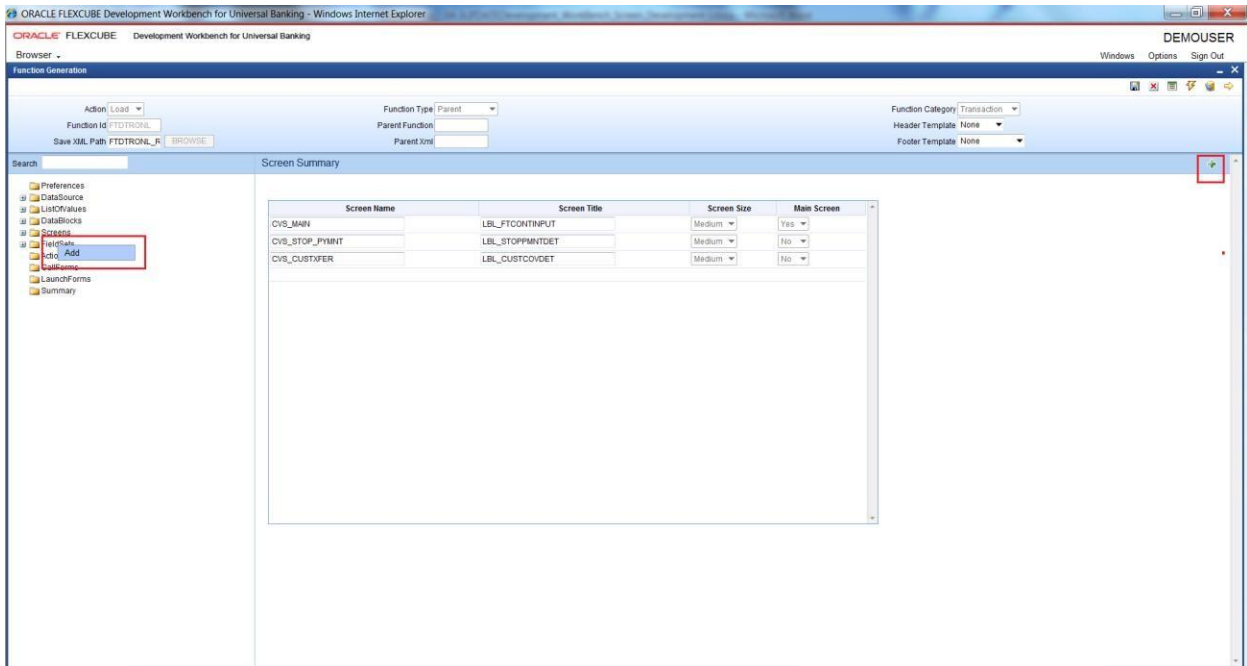 ORACLE FLEXCUBE Development Workbench for Universal Banking - Windows Internet Explorer
ORACLE FLEXCUBE Development Workbench for Universal Banking
DEMOUSER
Browser
Windows Options Sign Out
Function Generation
Action Load Function Type Parent Function Category Transaction
Function Id FTDTRONL Parent Function Header Template None
Save XML Path FTDTRONL_R BROWSE Parent Xml Footer Template None
Search Screen Summary
Preferences
DataSource
ListOfValues
DataBlocks
Screens
FieldSets
Add
Actio
CallForms
LaunchForms
Summary
Screen Name Screen Title Screen Size Main Screen
CVS_MAIN LBL_FTCONTINPUT Medium Yes
CVS_STOP_PYMNT LBL_STOPPMNTDET Medium No
CVS_CUSTXFER LBL_CUSTCOVDET Medium No